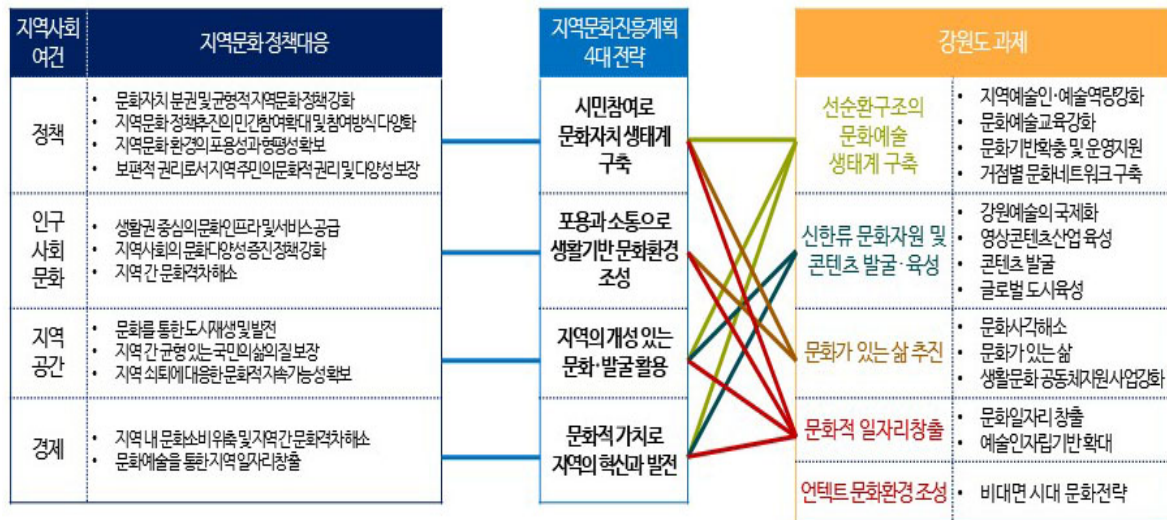 지역사회
여건
지역문화 정책대응
정책
• 문화자치 분권 및 균형적 지역문화 정책강화
• 지역문화 정책추진의 민간참여확대 및 참여방식 다양화
• 지역문화 환경의 포용성과 형평성 확보
• 보편적 권리로서 지역 주민의 문화적 권리 및 다양성 보장
인구
사회
문화
• 생활권 중심의 문화인프라 및 서비스 공급
• 지역사회의 문화다양성 증진 정책 강화
• 지역 간 문화격차 해소
지역
공간
• 문화를 통한 도시재생 및 발전
• 지역 간 균형 있는 국민의 삶의 질 보장
• 지역 쇠퇴에 대응한 문화적 지속가능성 확보
경제
• 지역 내 문화소비 위축 및 지역 간 문화격차 해소
• 문화예술을 통한 지역 일자리 창출
지역문화진흥계획
4대 전략
시민참여로
문화자치 생태계
구축
포용과 소통으로
생활기반 문화환경
조성
지역의 개성 있는
문화·발굴 활용
문화적 가치로
지역의 혁신과 발전
강원도 과제
선순환구조의
문화예술
생태계 구축
• 지역예술인·예술역량강화
• 문화예술교육강화
• 문화기반확충 및 운영지원
• 거점별 문화네트워크 구축
신한류 문화자원 및
콘텐츠 발굴·육성
• 강원예술의 국제화
• 영상콘텐츠산업 육성
• 콘텐츠 발굴
• 글로벌 도시육성
문화가 있는 삶 추진
• 문화사각해소
• 문화가 있는 삶
• 생활문화 공동체지원사업강화
문화적 일자리창출
• 문화일자리 창출
• 예술인자립기반 확대
언텍트 문화환경 조성
• 비대면 시대 문화전략